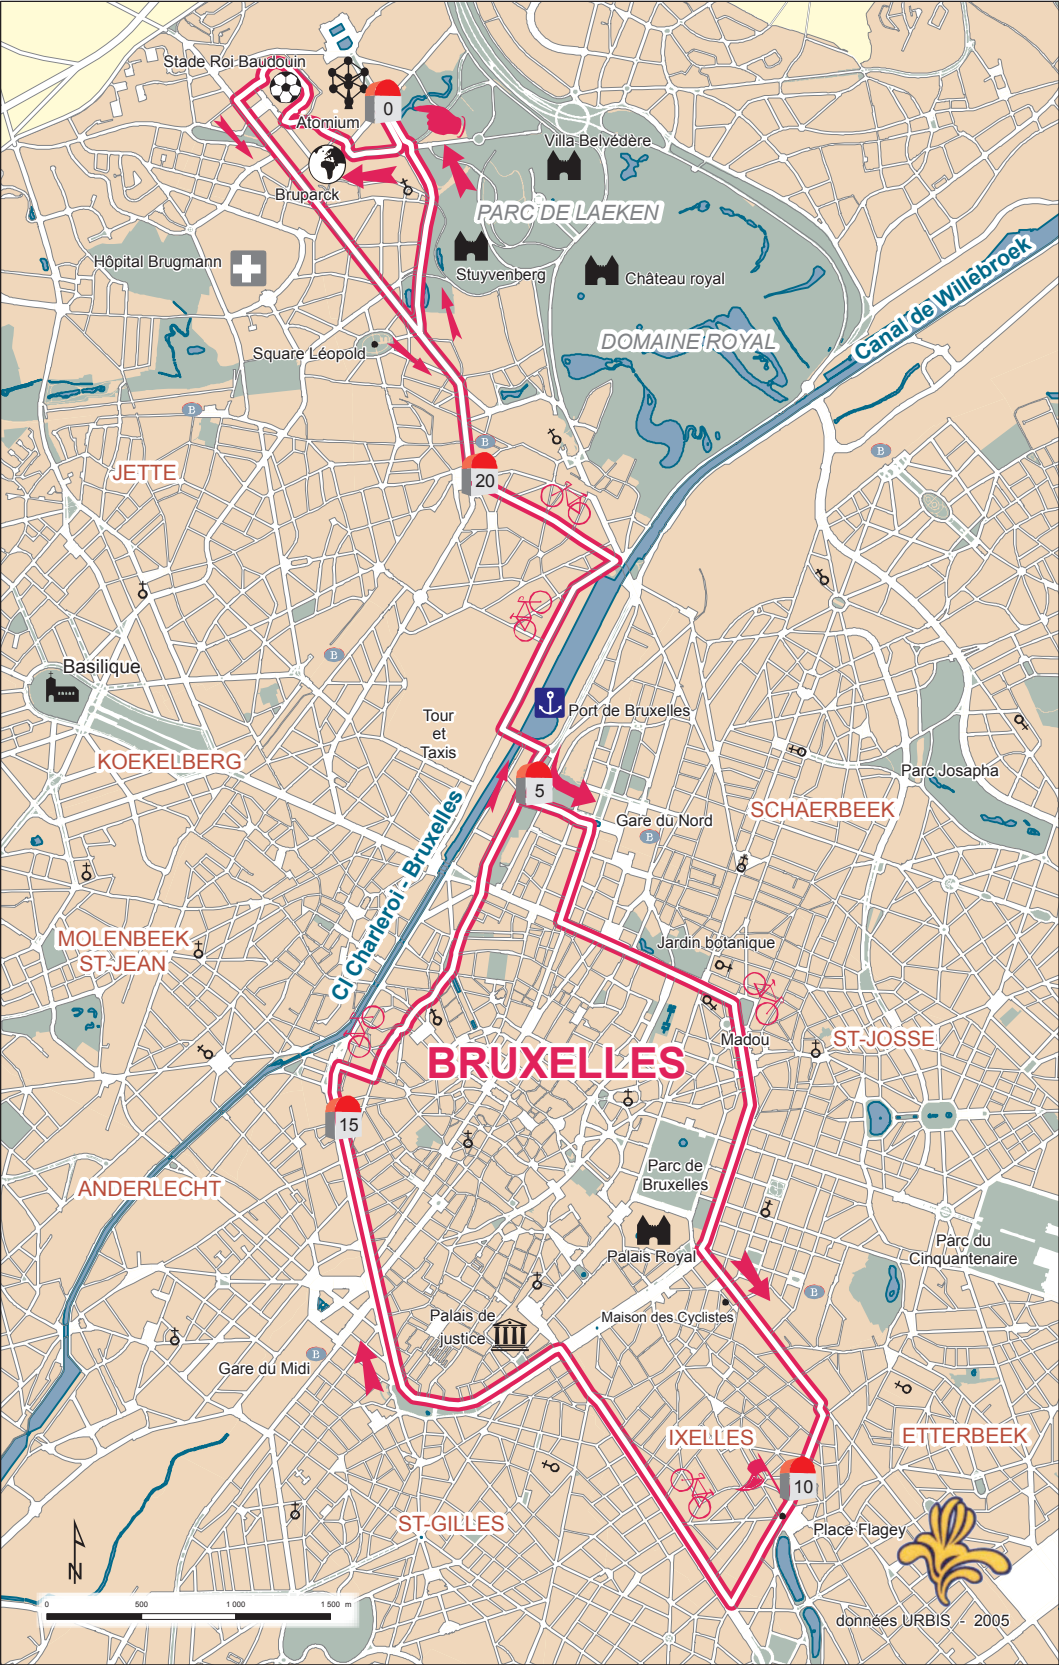 Stade Roi Baudouin
0
Atomium
Villa Belvédère
Bruparck
PARC DE LAEKEN
Hôpital Brugmann
Stuyvenberg
Château royal
Canal de Willebroek
DOMAINE ROYAL
Square Léopold
B
B
B
JETTE
20
B
Basilique
Port de Bruxelles
Tour
et
Taxis
KOEKELBERG
Parc Josapha
5
SCHAERBEEK
Gare du Nord
B
Cl Charleroi - Bruxelles
MOLENBEEK
ST-JEAN
Jardin botanique
Madou
ST-JOSSE
BRUXELLES
15
Parc de
Bruxelles
ANDERLECHT
Palais Royal
Parc du
Cinquantenaire
B
Palais de
justice
Maison des Cyclistes
B
Gare du Midi
IXELLES
ETTERBEEK
10
ST-GILLES
Place Flagey
N
0 500 1 000 1 500 m
données URBIS - 2005